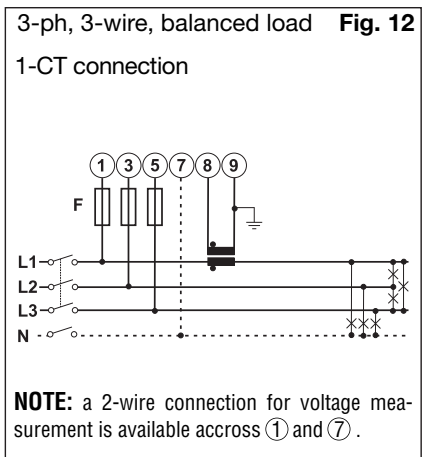 3-ph, 3-wire, balanced load Fig. 12
1-CT connection
1 3 5 7 8 9
F
L1
L2
L3
N
NOTE: a 2-wire connection for voltage mea-
surement is available accross 1 and 7 .